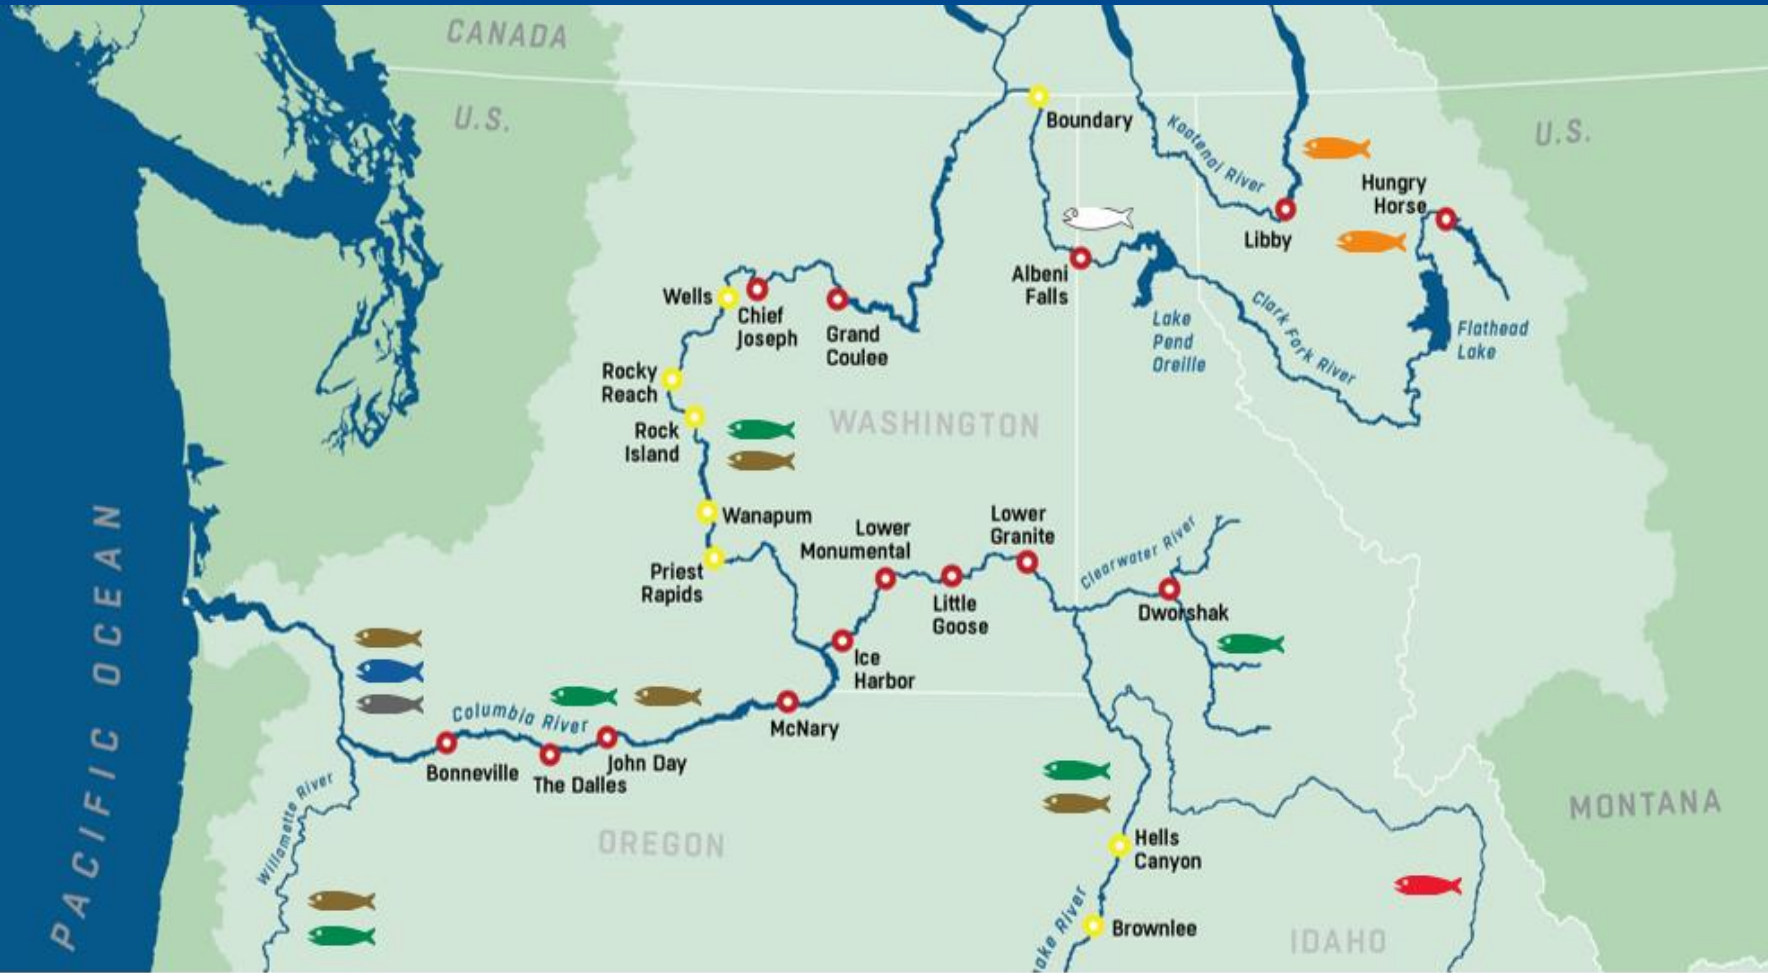 CANADA
U.S.
U.S.
Boundary
Kootenai River
Hungry
Horse
Libby
Albeni
Falls
Lake
Pend
Oreille
Clark Fork River
Flathead
Lake
Wells
Chief
Joseph
Grand
Coulee
Rocky
Reach
Rock
Island
WASHINGTON
Wanapum
Priest
Rapids
Lower
Monumental
Lower
Granite
Little
Goose
Clearwater River
Dworshak
Ice
Harbor
McNary
PACIFIC OCEAN
Columbia River
Bonneville
The Dalles
John Day
Willamette River
OREGON
Hells
Canyon
Brownlee
ake River
MONTANA
IDAHO